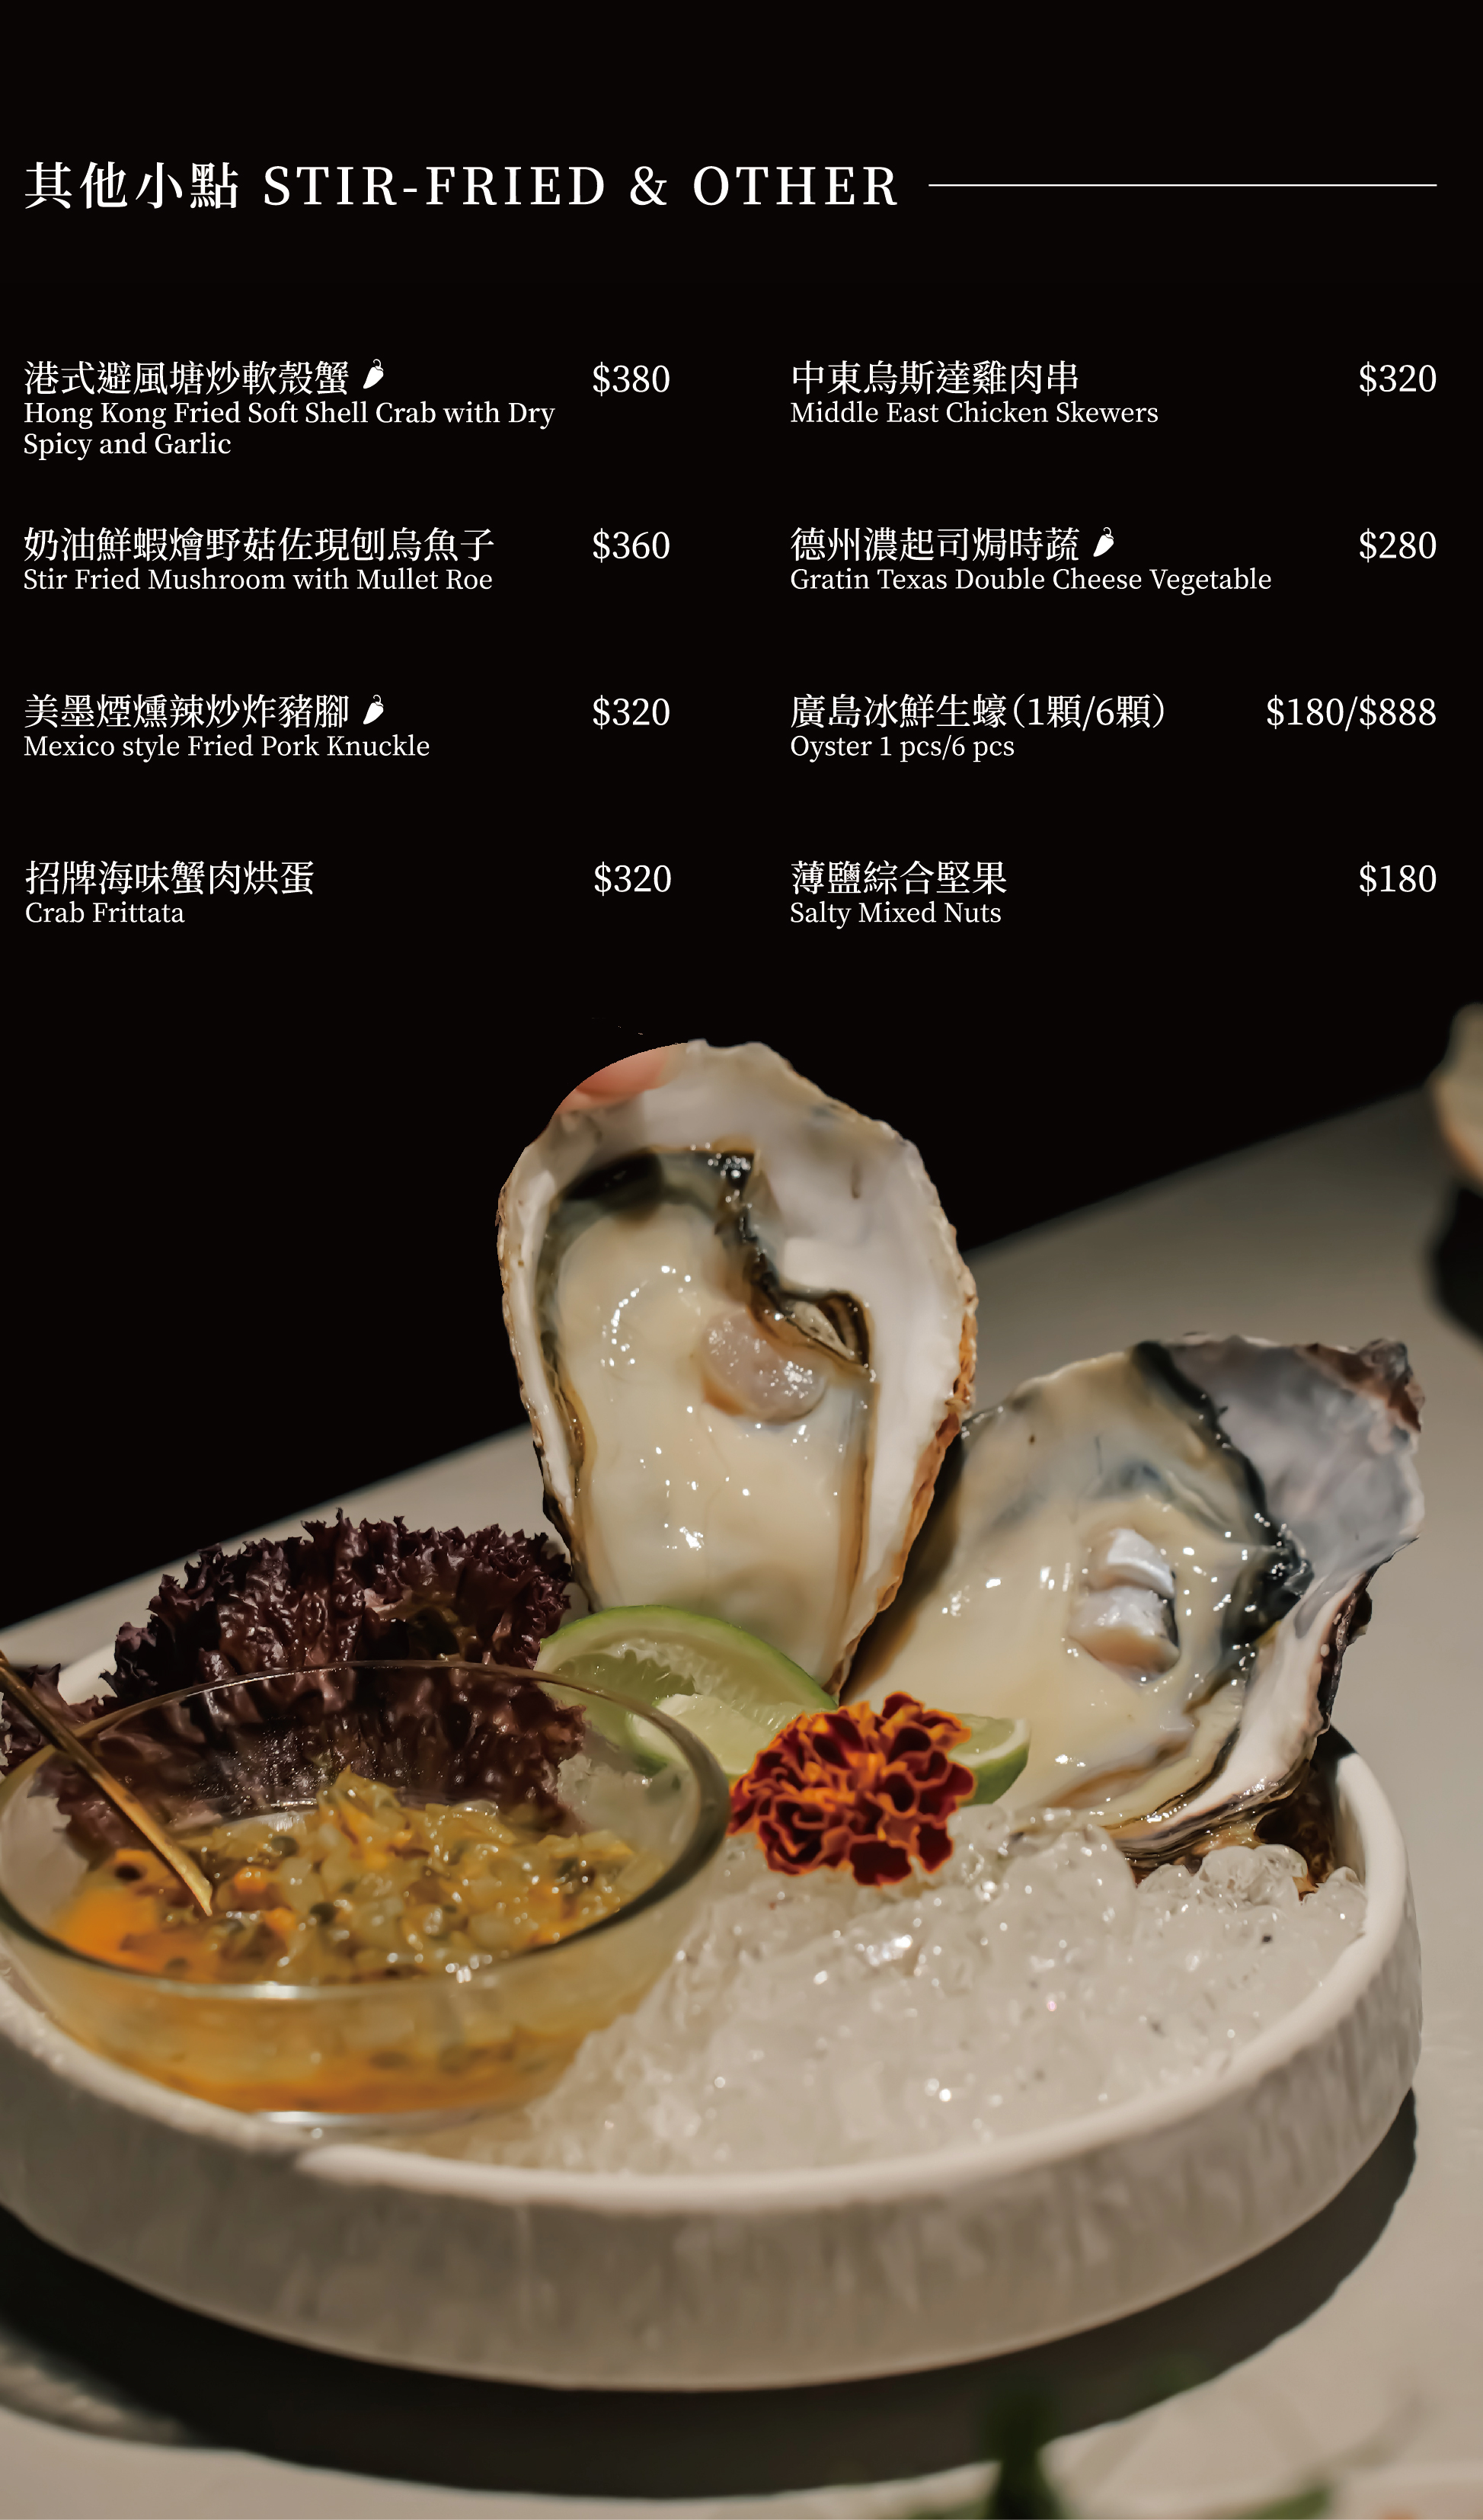 其他小點 STIR-FRIED & OTHER
港式避風塘炒軟殼蟹 $380
Hong Kong Fried Soft Shell Crab with Dry
Spicy and Garlic
奶油鮮蝦燴野菇佐現刨烏魚子 $360
Stir Fried Mushroom with Mullet Roe
美墨煙燻辣炒炸豬腳 $320
Mexico style Fried Pork Knuckle
招牌海味蟹肉烘蛋 $320
Crab Frittata
中東烏斯達雞肉串 $320
Middle East Chicken Skewers
德州濃起司焗時蔬 $280
Gratin Texas Double Cheese Vegetable
廣島冰鮮生蠔(1顆/6顆) $180/$888
Oyster 1 pcs/6 pcs
薄鹽綜合堅果 $180
Salty Mixed Nuts